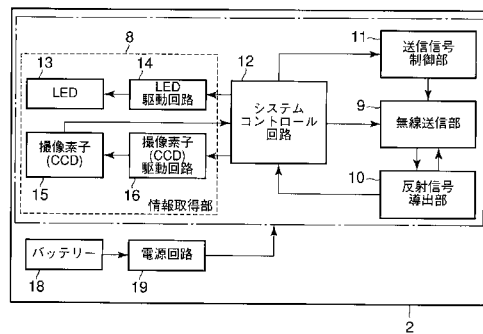 8
12
11
13
14
送信信号
制御部
LED
LED
駆動回路
9
システム
コントロール
回路
無線送信部
撮像素子
(CCD)
撮像素子
(CCD)
駆動回路
10
反射信号
導出部
15
16
情報取得部
バッテリー
電源回路
18
19
2